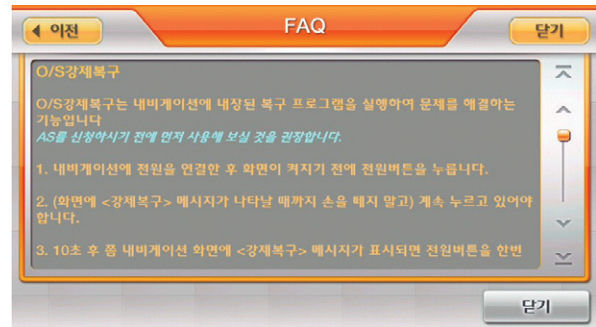 이전
FAQ
닫기
O/S강제복구
O/S강제복구는 내비게이션에 내장된 복구 프로그램을 실행하여 문제를 해결하는
기능입니다
AS를 신청하시기 전에 먼저 사용해 보실 것을 권장합니다.
1. 내비게이션에 전원을 연결한 후 화면이 켜지기 전에 전원버튼을 누릅니다.
2. (화면에 <강제복구> 메시지가 나타날 때까지 손을 떼지 말고) 계속 누르고 있어야
합니다.
3. 10초 후 쯤 내비게이션 화면에 <강제복구> 메시지가 표시되면 전원버튼을 한번
닫기